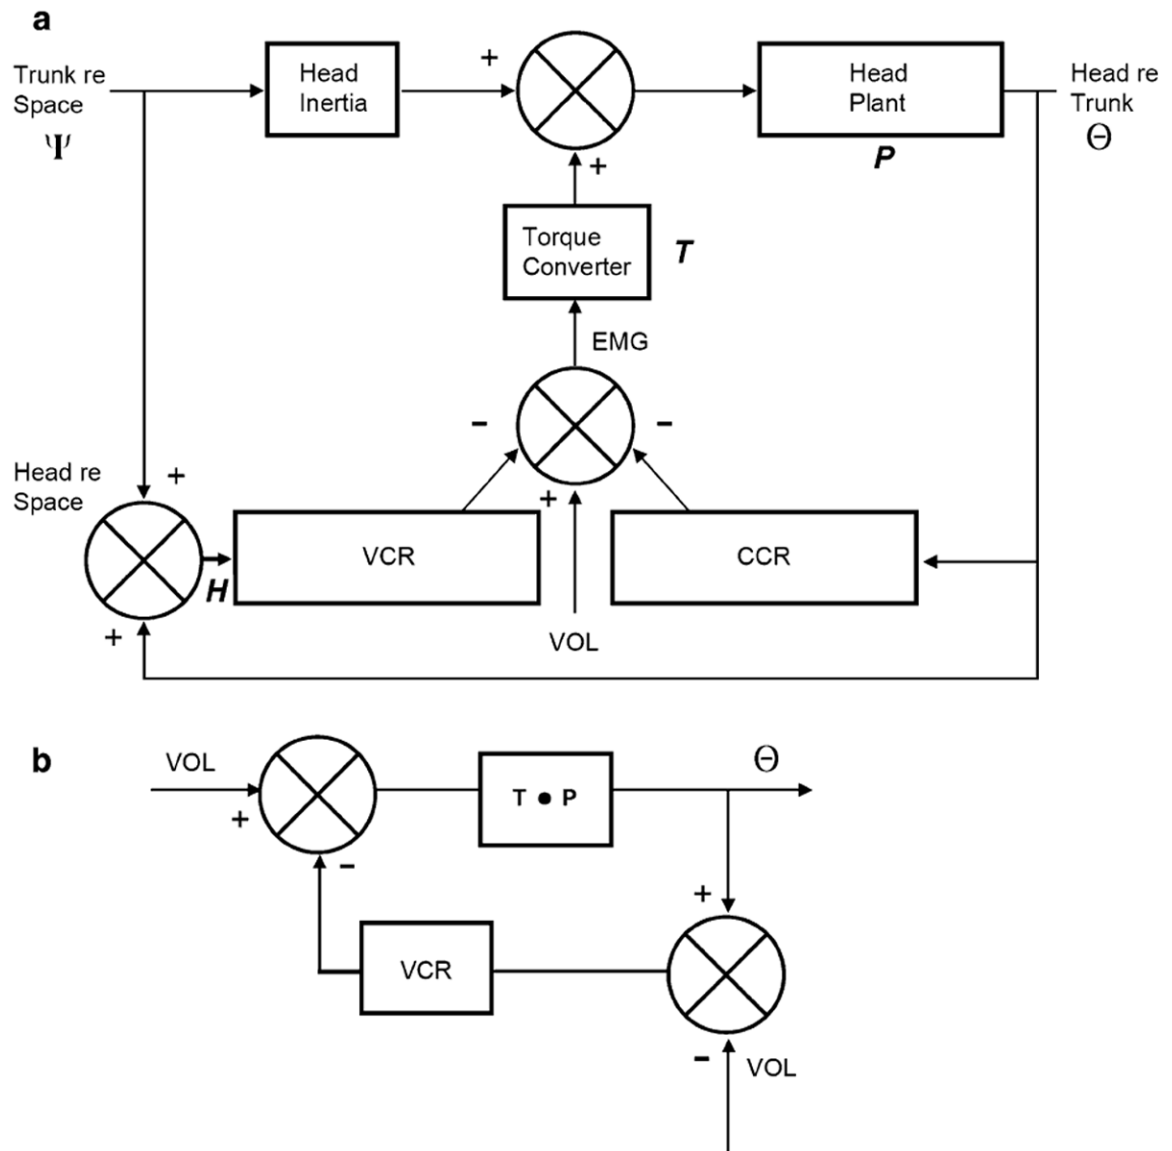 a
Trunk re
Space
Ψ
Head
Inertia
+
+
Head
Plant
P
Head re
Trunk
Θ
Torque
Converter
T
EMG
-
-
Head re
Space
+
+
H
VCR
+
VOL
CCR
b
VOL
+
-
T • P
Θ
+
VCR
-
VOL